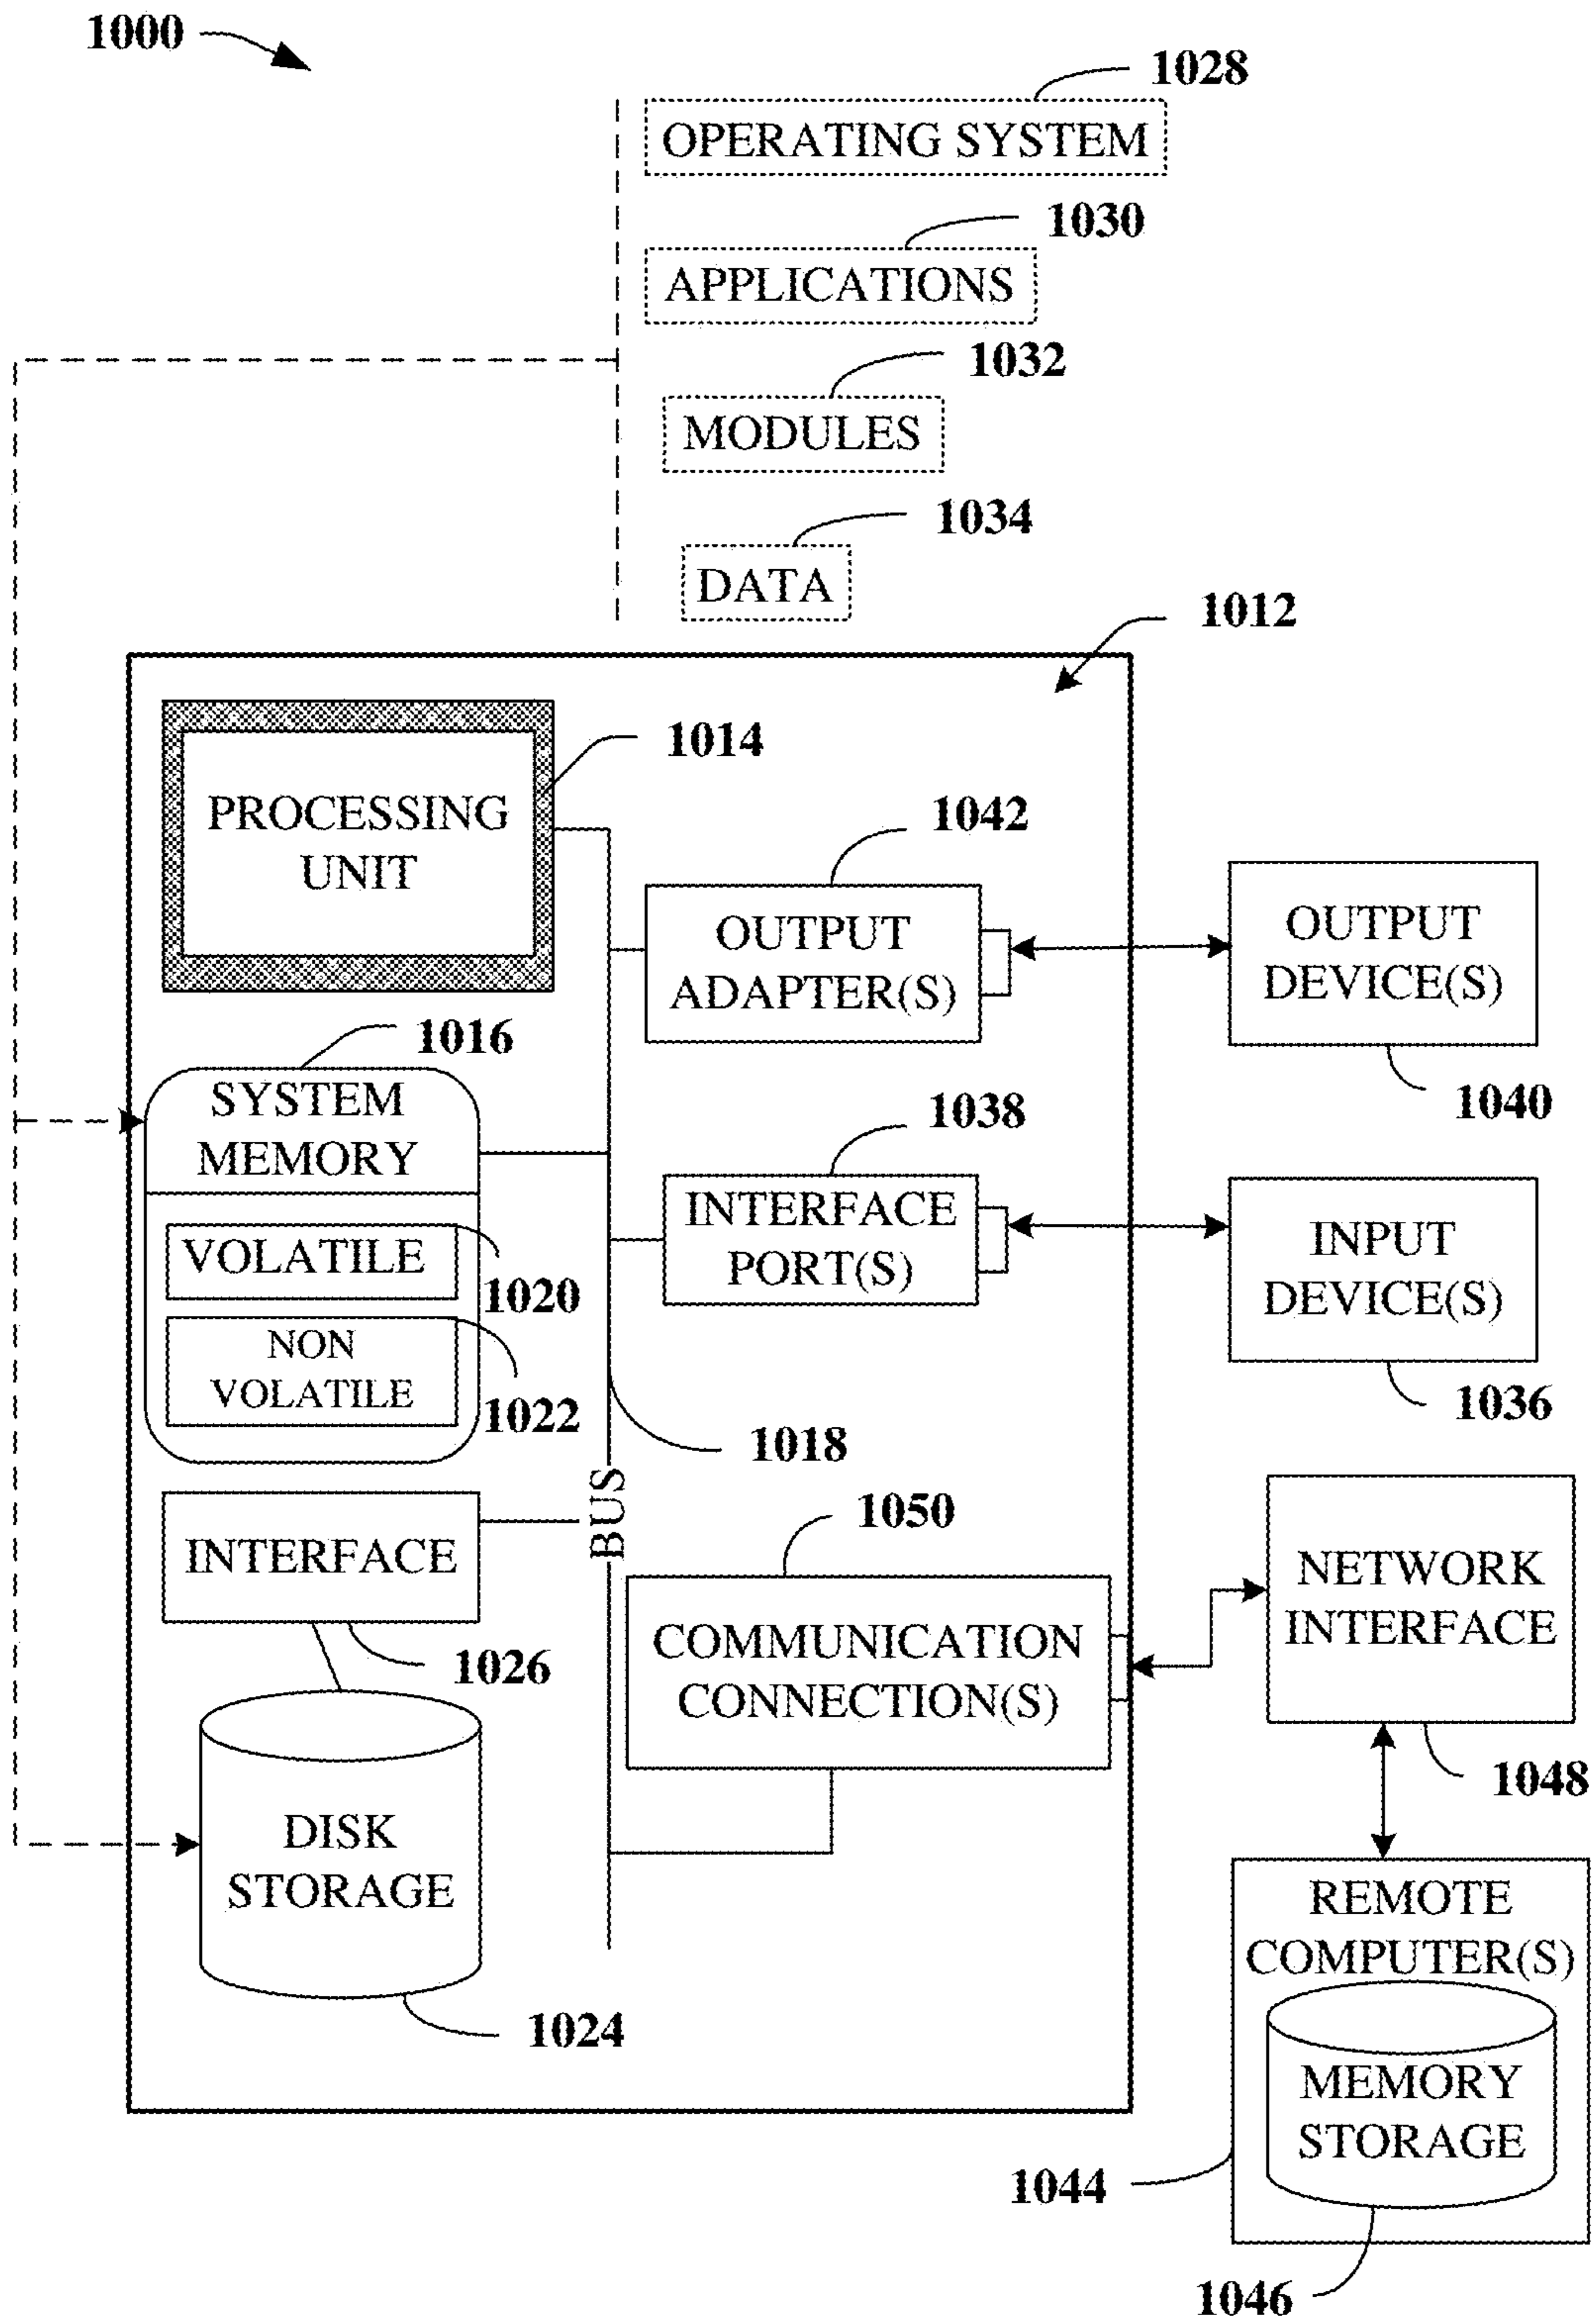 1000
1028
OPERATING SYSTEM
1030
APPLICATIONS
1032
MODULES
1034
DATA
1012
PROCESSING
UNIT
1014
1042
OUTPUT
ADAPTER(S)
OUTPUT
DEVICE(S)
1040
1016
SYSTEM
MEMORY
VOLATILE
1020
NON
VOLATILE
1022
1038
INTERFACE
PORT(S)
INPUT
DEVICE(S)
1036
1018
BUS
INTERFACE
1026
1050
COMMUNICATION
CONNECTION(S)
NETWORK
INTERFACE
1048
DISK
STORAGE
1024
REMOTE
COMPUTER(S)
MEMORY
STORAGE
1044
1046